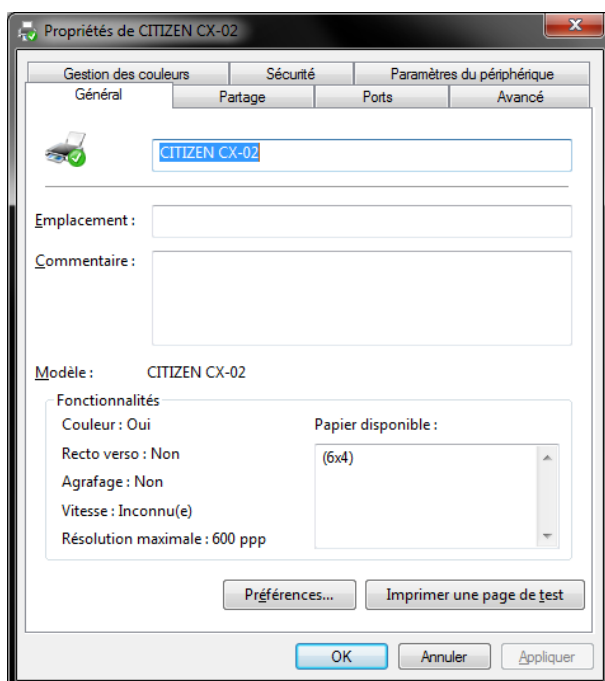 Propriétés de CITIZEN CX-02
Gestion des couleurs Sécurité Paramètres du périphérique
Général Partage Ports Avancé
CITIZEN CX-02
Emplacement :
Commentaire :
Modèle : CITIZEN CX-02
Fonctionnalités
Couleur : Oui Papier disponible :
Recto verso : Non (6x4)
Agrafage : Non
Vitesse : Inconnu(e)
Résolution maximale : 600 ppp
Préférences... Imprimer une page de test
OK Annuler Appliquer